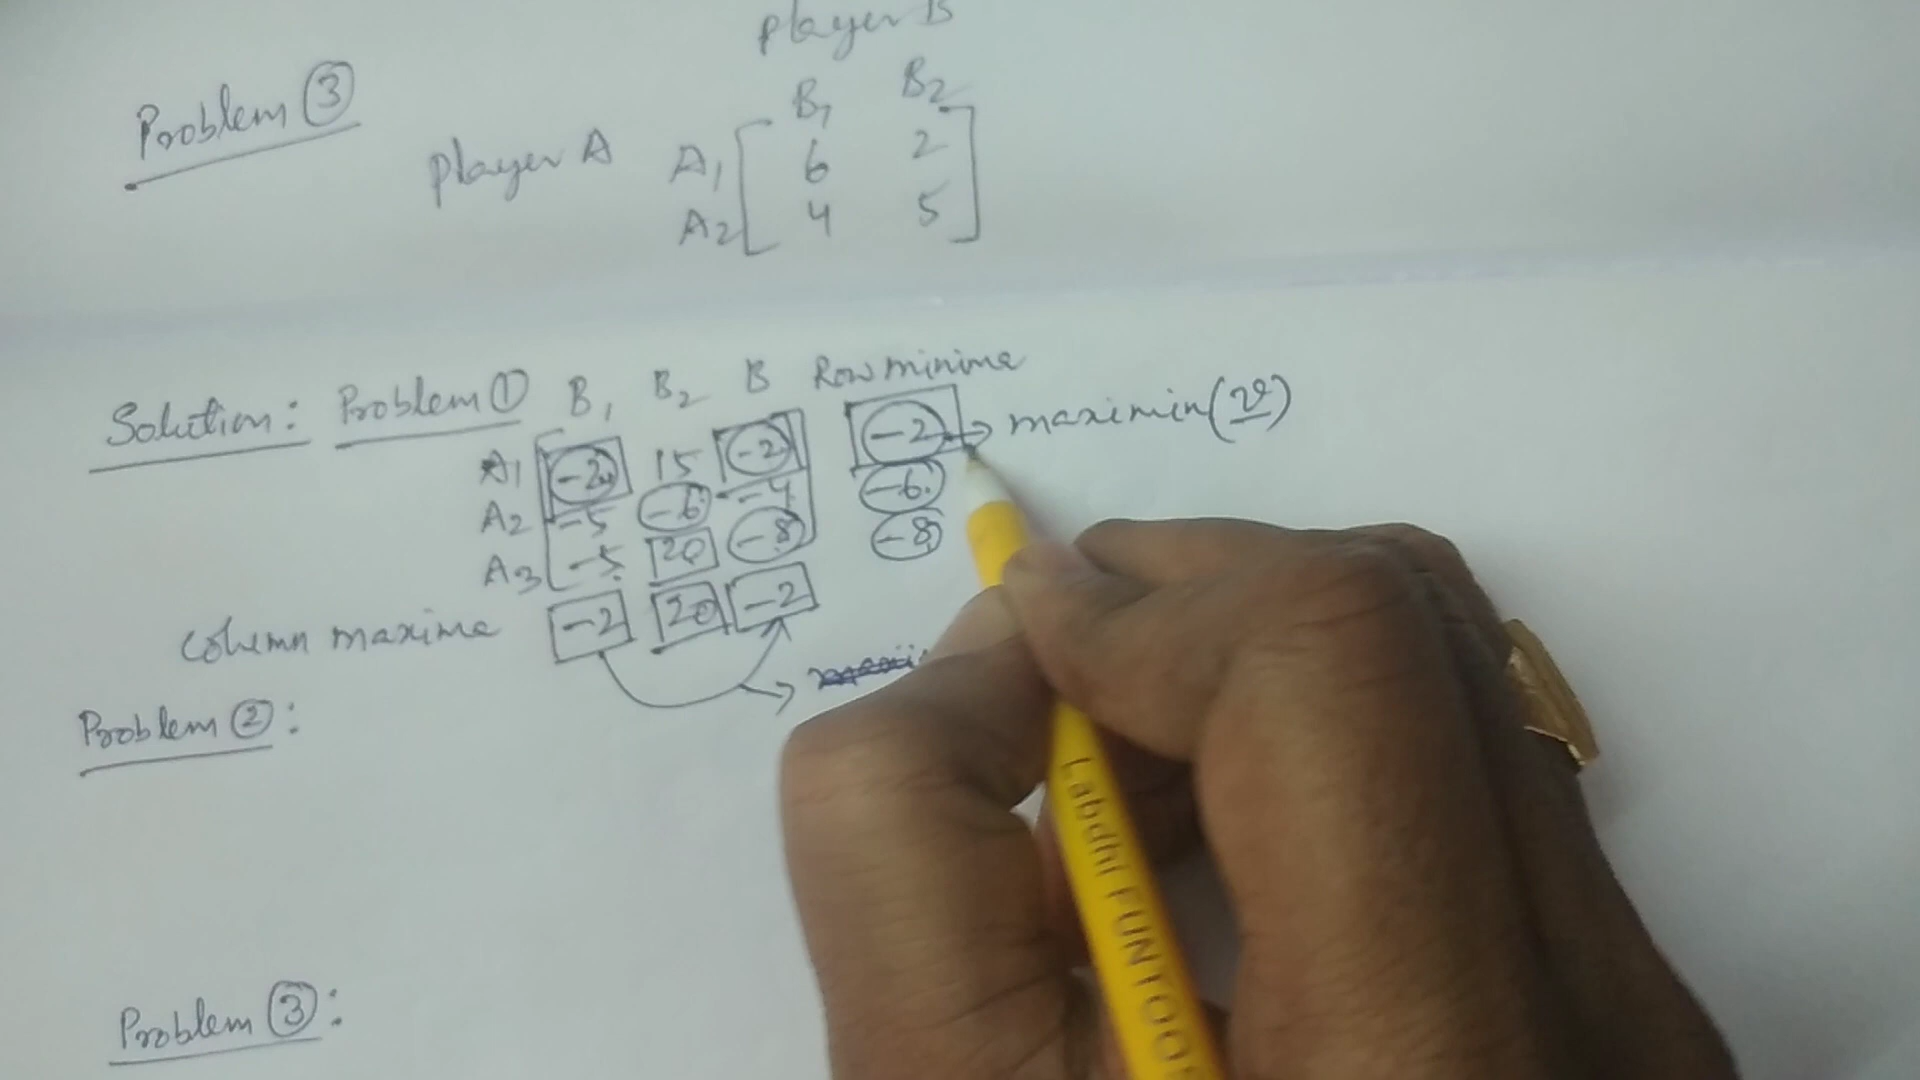 Player B
Problem ③
B1 B2
Player A A1 6 2
A2 4 5
Solution: Problem ① B1 B2 B Row minima
A1 -2 15 -2 -2 → maximin (v)
A2 -5 -6 -4 -6
A3 -5 20 -8 -8
Column maxima -2 20 -2
Problem ②:
Problem ③:
Labdhi FUNTOO